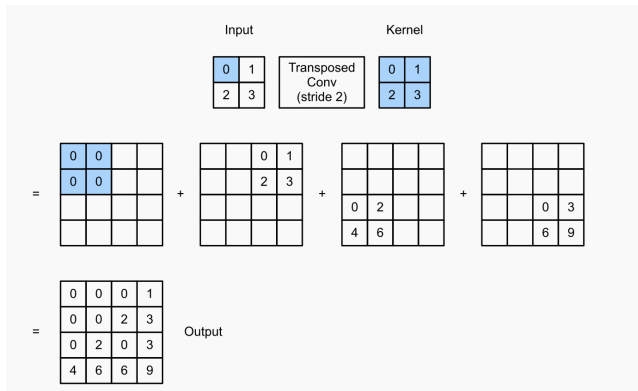 Input Kernel
0 1 Transposed 0 1
Conv
2 3 (stride 2) 2 3
0 0 0 1
0 0 2 3
= + + +
0 2 0 3
4 6 6 9
0 0 0 1
0 0 2 3
= Output
0 2 0 3
4 6 6 9